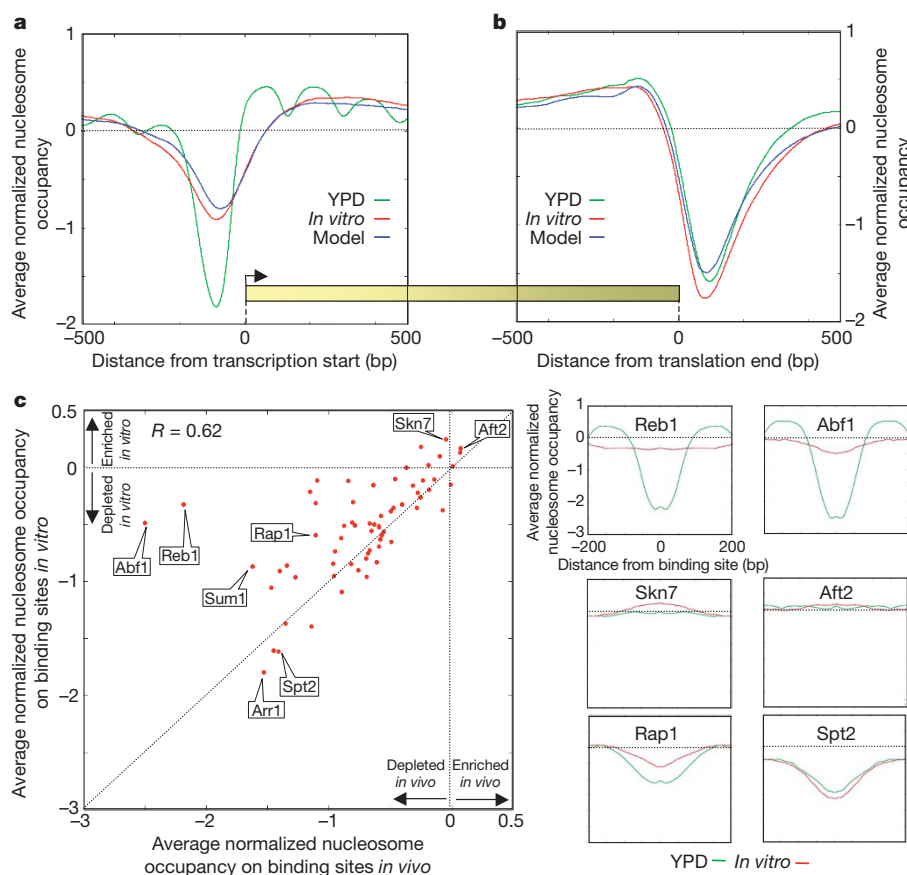 a
Average normalized nucleosome
occupancy
1
0
−1
−2
YPD
In vitro
Model
−500
0
500
Distance from transcription start (bp)
b
1
0
−1
−2
Average normalized nucleosome
occupancy
YPD
In vitro
Model
−500
0
500
Distance from translation end (bp)
c
Average normalized nucleosome occupancy
on binding sites in vitro
0.5
0
−1
−2
−3
Enriched
in vitro
Depleted
in vitro
R = 0.62
Skn7
Aft2
Rap1
Abf1
Reb1
Sum1
Spt2
Arr1
Depleted
in vivo
Enriched
in vivo
−3
−2
−1
0
0.5
Average normalized nucleosome
occupancy on binding sites in vivo
Average normalized
nucleosome occupancy
1
0
−1
−2
−3
Reb1
−200
0
200
Distance from binding site (bp)
Abf1
Skn7
Aft2
Rap1
Spt2
YPD
In vitro